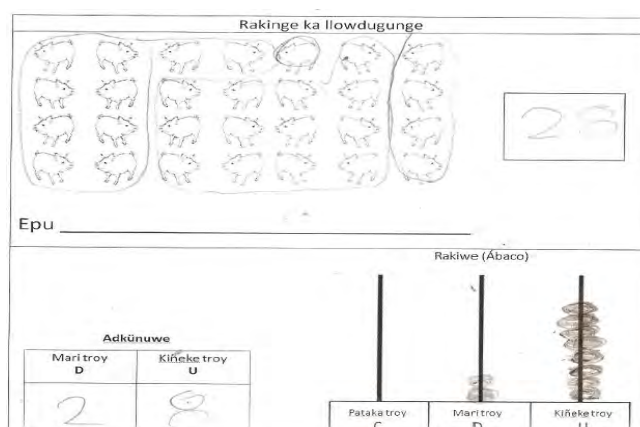 Rakinge ka llowdugunge
28
Epu
Rakiwe (Ábaco)
Adkünuwe
Mari troy Kiñeke troy
D U
2 8
Pataka troy Mari troy Kiñeke troy
C D U